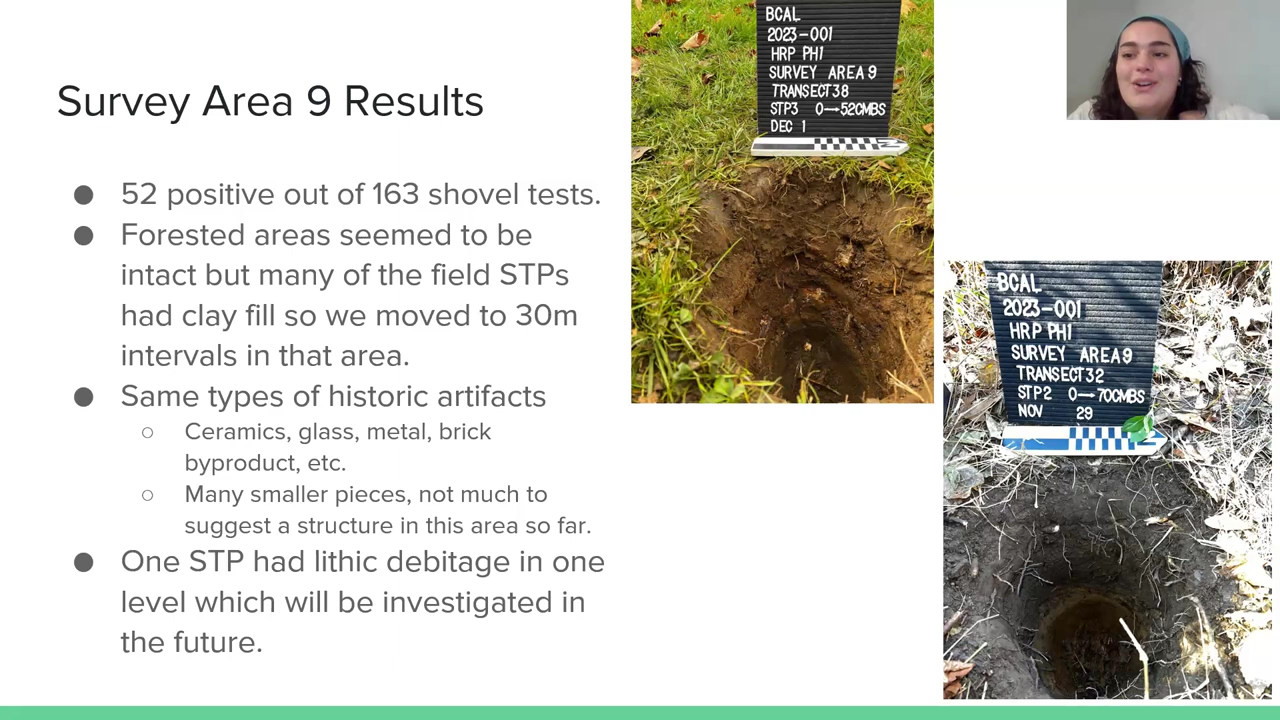 Survey Area 9 Results
● 52 positive out of 163 shovel tests.
● Forested areas seemed to be
intact but many of the field STPs
had clay fill so we moved to 30m
intervals in that area.
● Same types of historic artifacts
○ Ceramics, glass, metal, brick
byproduct, etc.
○ Many smaller pieces, not much to
suggest a structure in this area so far.
● One STP had lithic debitage in one
level which will be investigated in
the future.
BCAL
2023-001
HRP PH1
SURVEY AREA 9
TRANSECT 38
STP3 0→52CMBS
DEC 1
N
BCAL
2023-001
HRP PH1
SURVEY AREA 9
TRANSECT 32
STP2 0→70CMBS
NOV 29